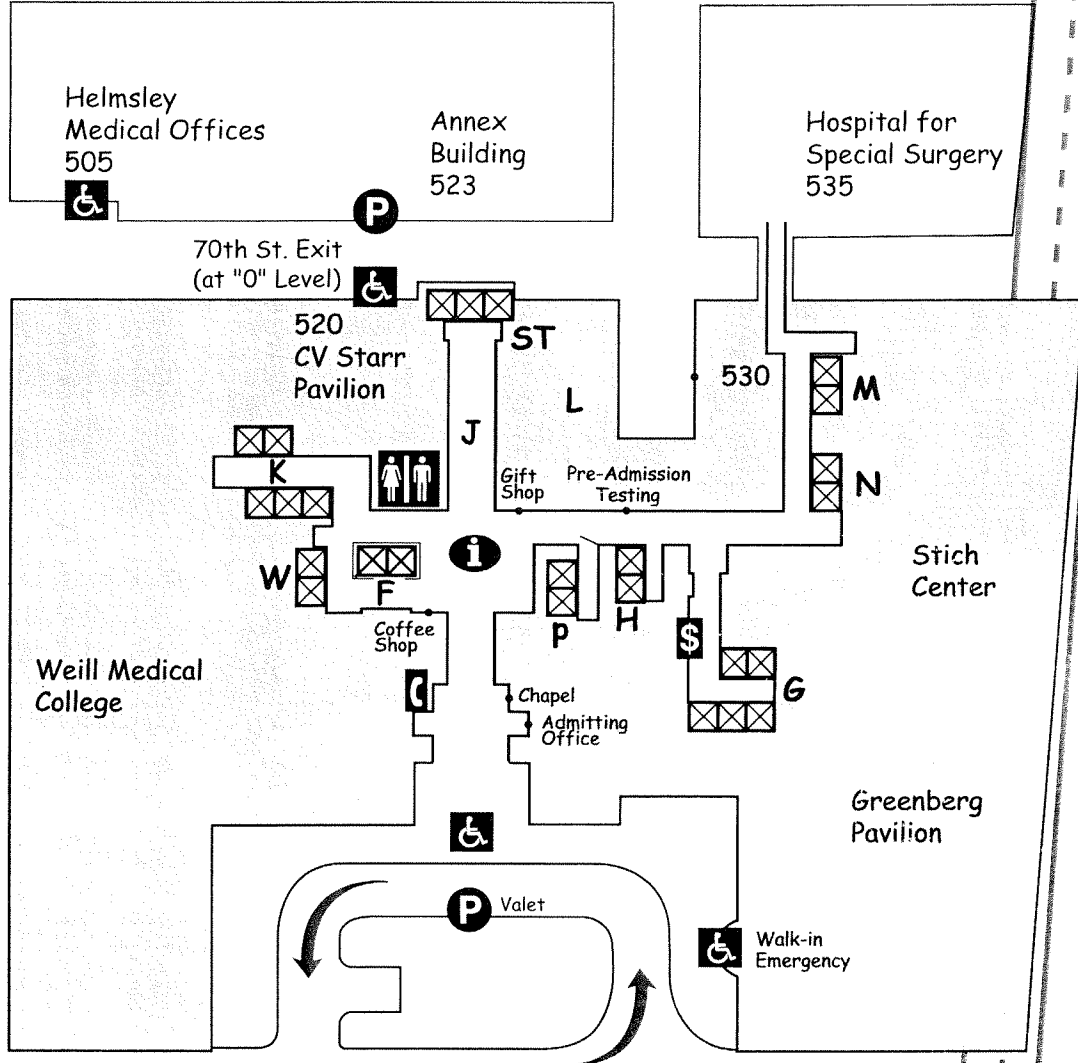 Helmsley
Medical Offices
505
Annex
Building
523
Hospital for
Special Surgery
535
P
70th St. Exit
(at "0" Level)
520
CV Starr
Pavilion
ST
L
530
M
J
K
Gift
Shop
Pre-Admission
Testing
N
i
W
F
Stich
Center
P
H
Coffee
Shop
$
Weill Medical
College
G
Chapel
Admitting
Office
Greenberg
Pavilion
P
Valet
Walk-in
Emergency